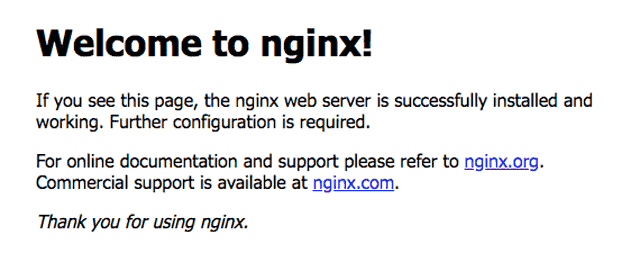 Welcome to nginx!
If you see this page, the nginx web server is successfully installed and
working. Further configuration is required.
For online documentation and support please refer to nginx.org.
Commercial support is available at nginx.com.
Thank you for using nginx.